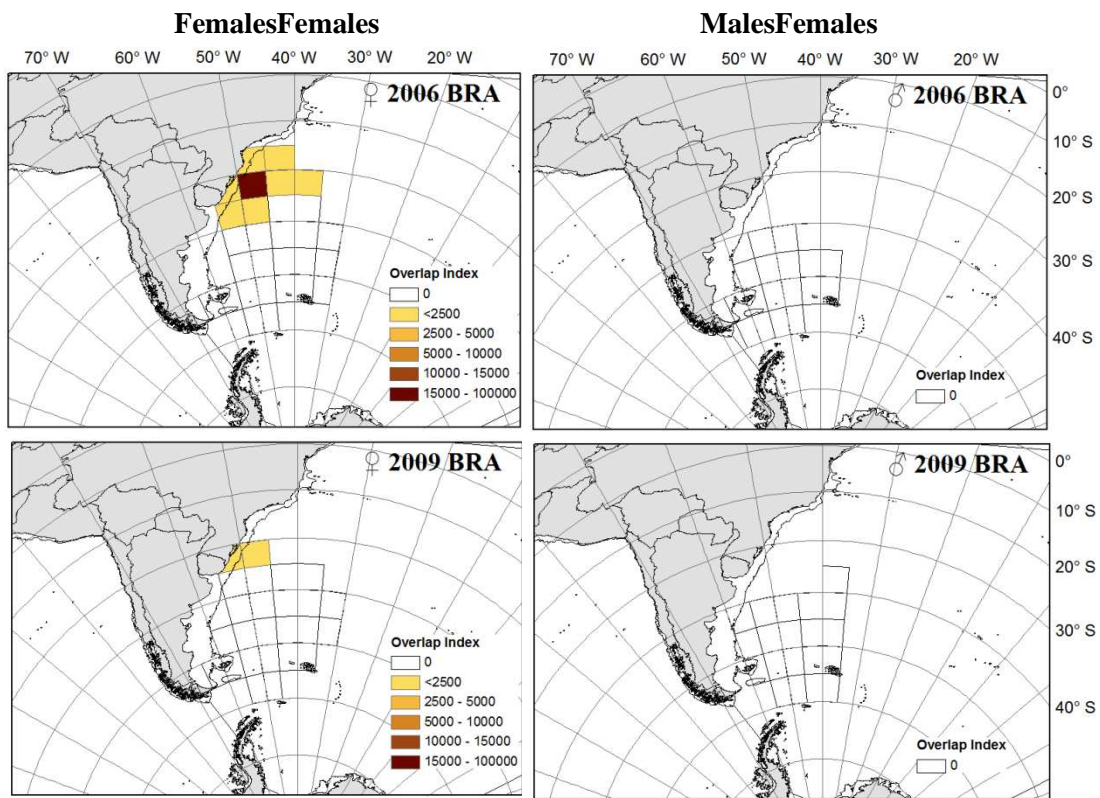 FemalesFemales
MalesFemales
70° W 60° W 50° W 40° W 30° W 20° W
70° W 60° W 50° W 40° W 30° W 20° W
♀ 2006 BRA
Overlap Index
0
<2500
2500 - 5000
5000 - 10000
10000 - 15000
15000 - 100000
♂ 2006 BRA
Overlap Index
0
0°
10° S
20° S
30° S
40° S
♀ 2009 BRA
Overlap Index
0
<2500
2500 - 5000
5000 - 10000
10000 - 15000
15000 - 100000
♂ 2009 BRA
Overlap Index
0
0°
10° S
20° S
30° S
40° S